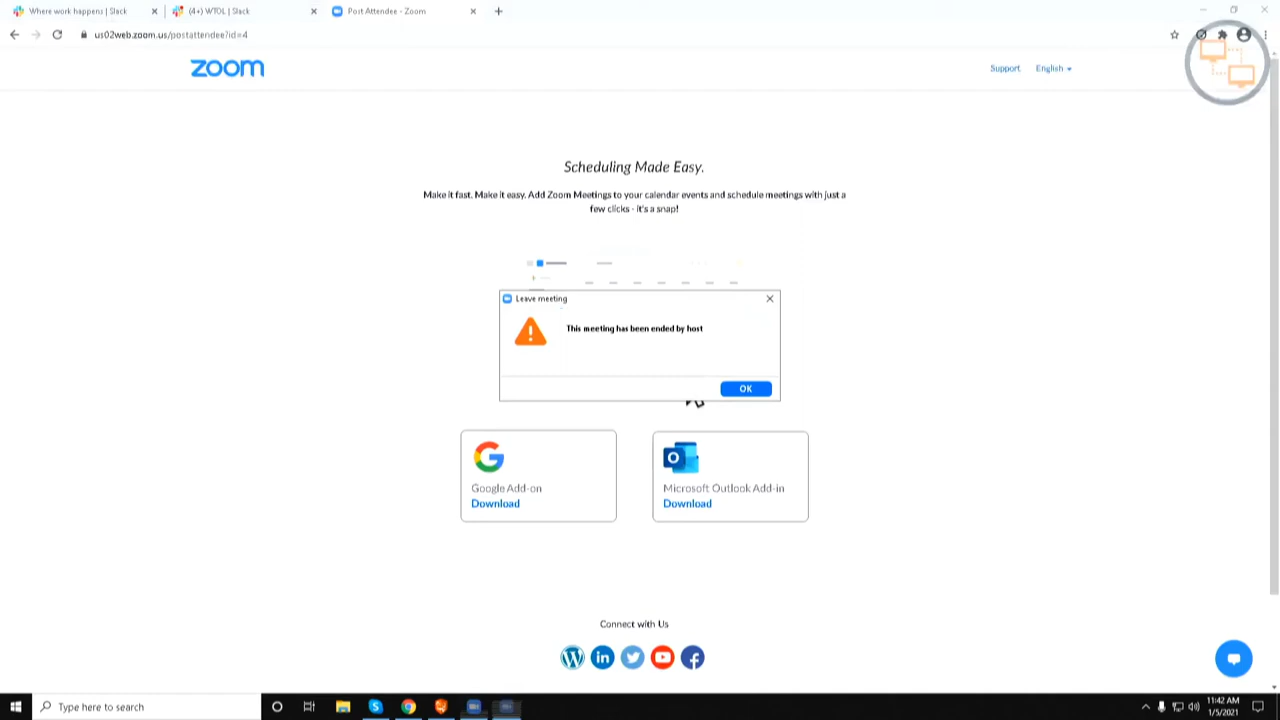 Where work happens | Slack
(4+) WTOL | Slack
Post Attendee - Zoom
us02web.zoom.us/postattendee?id=4
zoom
Support
English
Scheduling Made Easy.
Make it fast. Make it easy. Add Zoom Meetings to your calendar events and schedule meetings with just a
few clicks - it's a snap!
Leave meeting
This meeting has been ended by host
OK
Google Add-on
Download
Microsoft Outlook Add-in
Download
Connect with Us
Type here to search
11:42 AM
1/5/2021